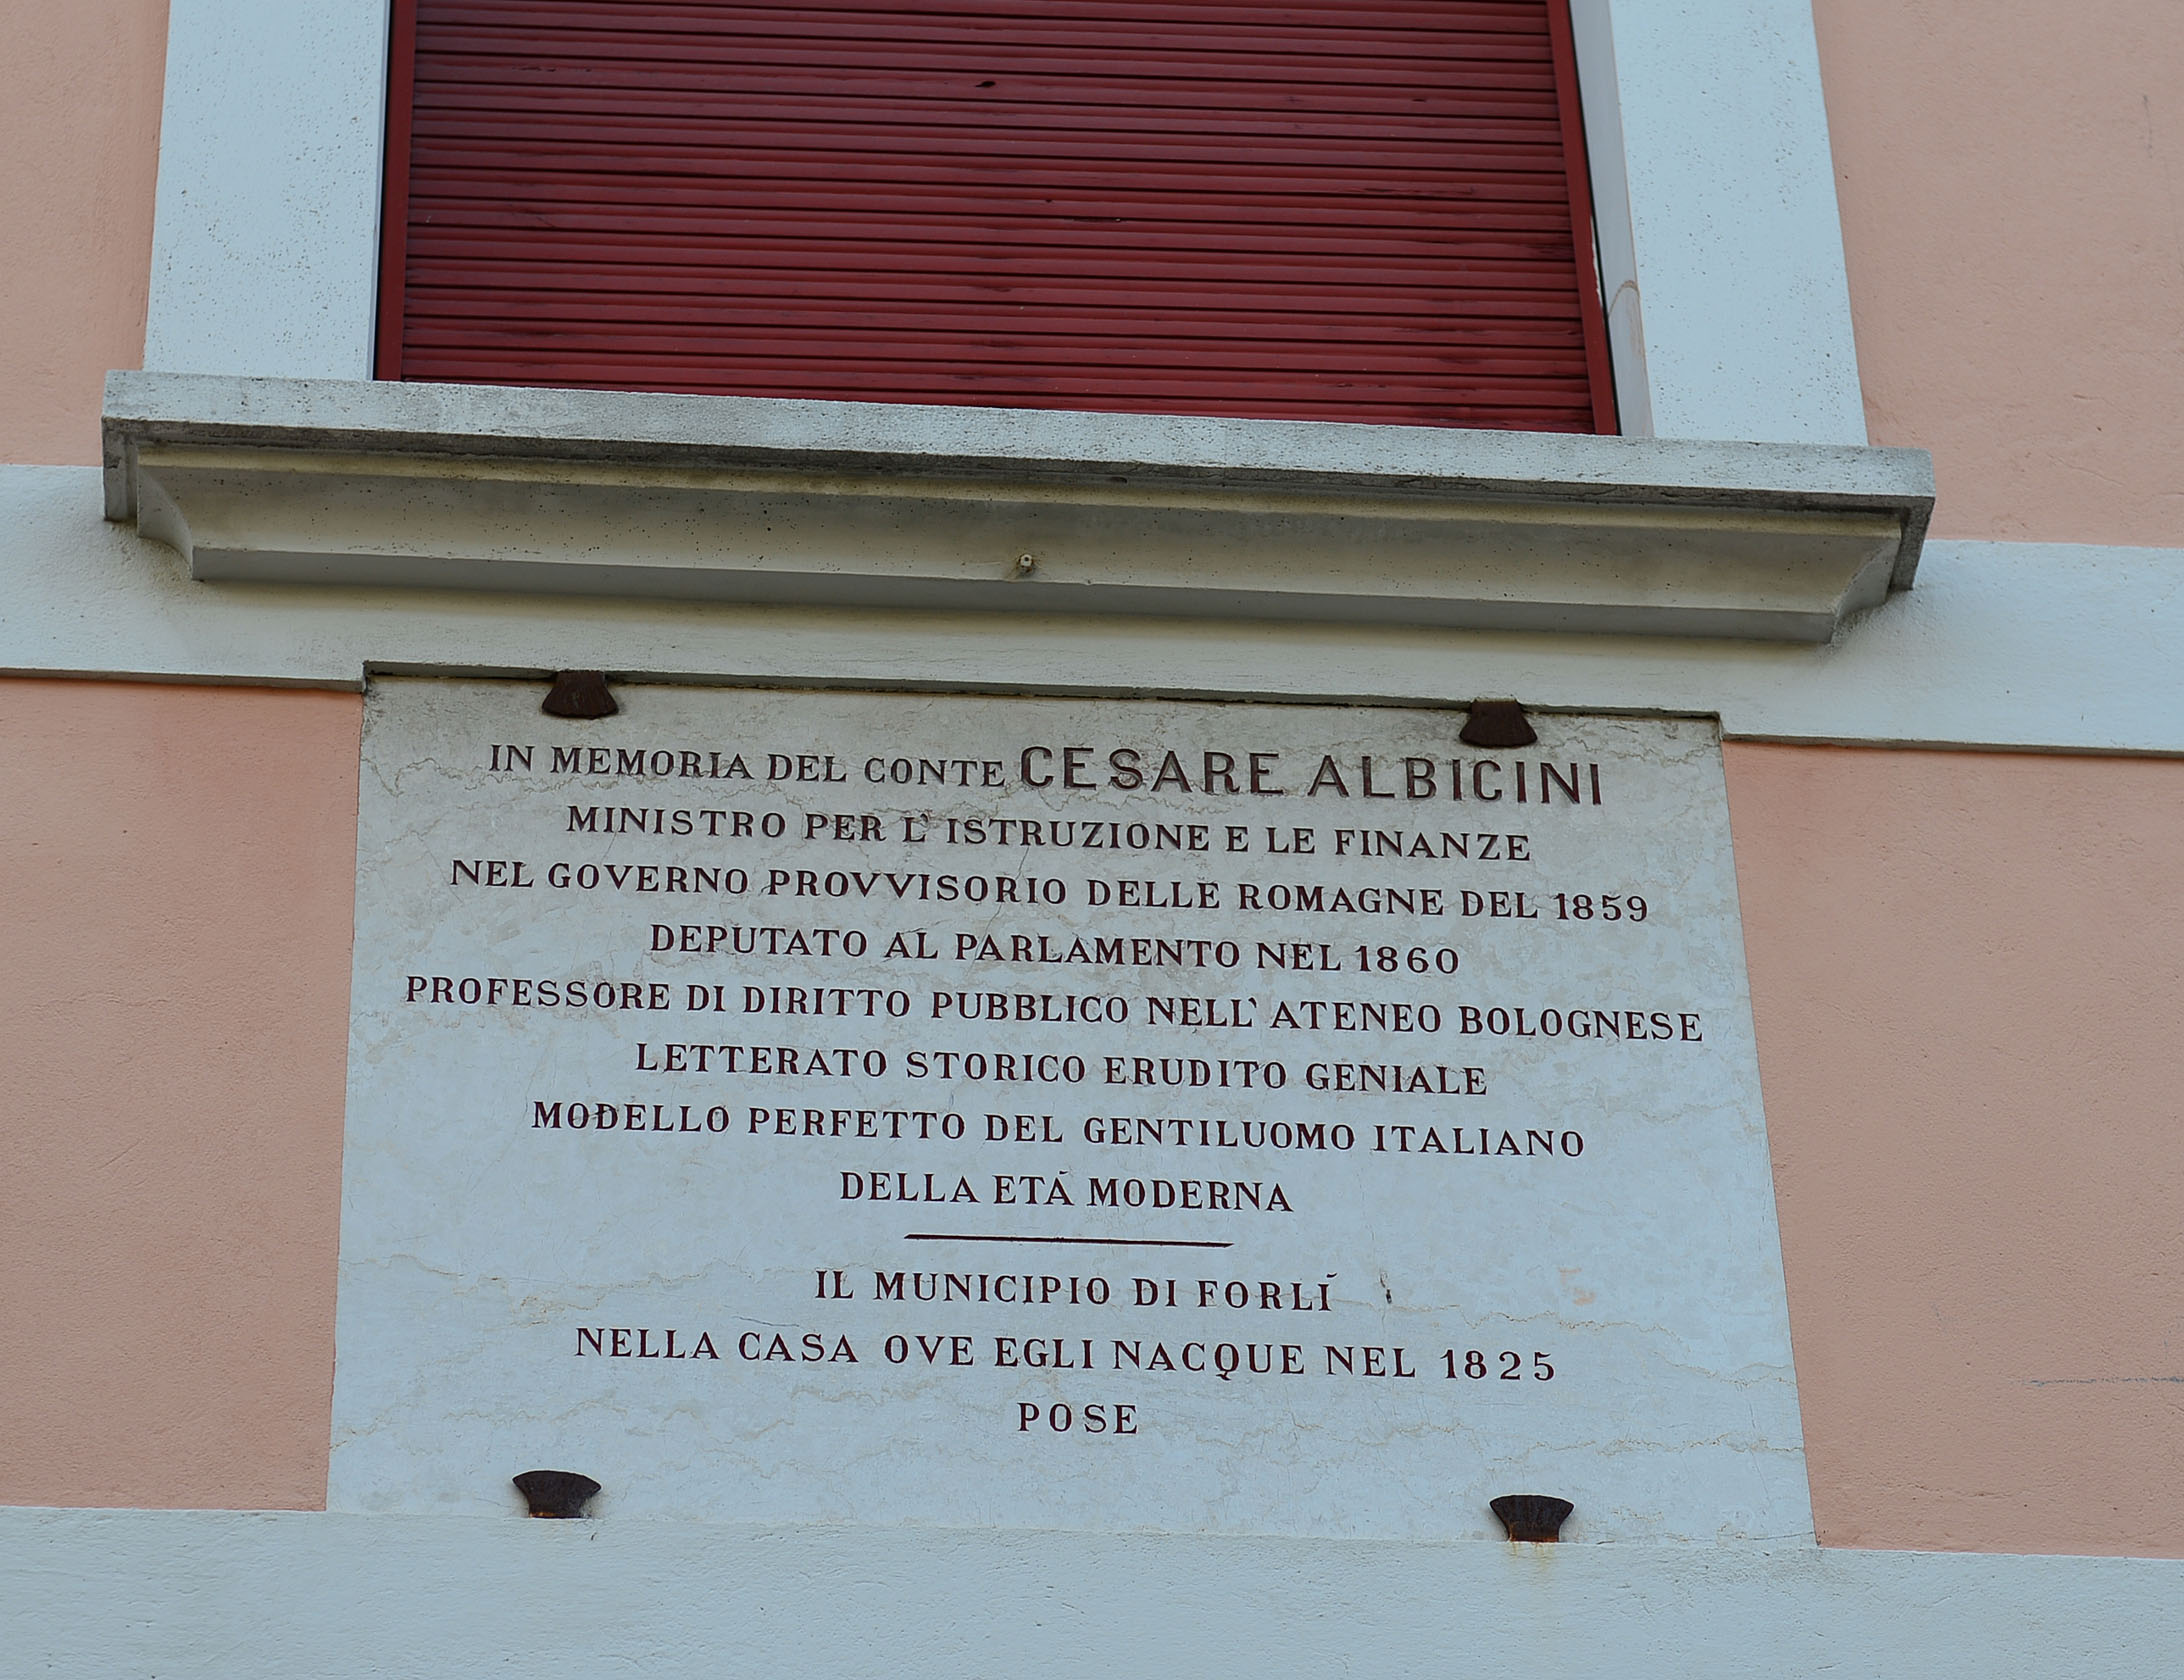 IN MEMORIA DEL CONTE CESARE ALBICINI
MINISTRO PER L' ISTRUZIONE E LE FINANZE
NEL GOVERNO PROVVISORIO DELLE ROMAGNE DEL 1859
DEPUTATO AL PARLAMENTO NEL 1860
PROFESSORE DI DIRITTO PUBBLICO NELL' ATENEO BOLOGNESE
LETTERATO STORICO ERUDITO GENIALE
MODELLO PERFETTO DEL GENTILUOMO ITALIANO
DELLA ETÁ MODERNA
IL MUNICIPIO DI FORLÍ
NELLA CASA OVE EGLI NACQUE NEL 1825
POSE